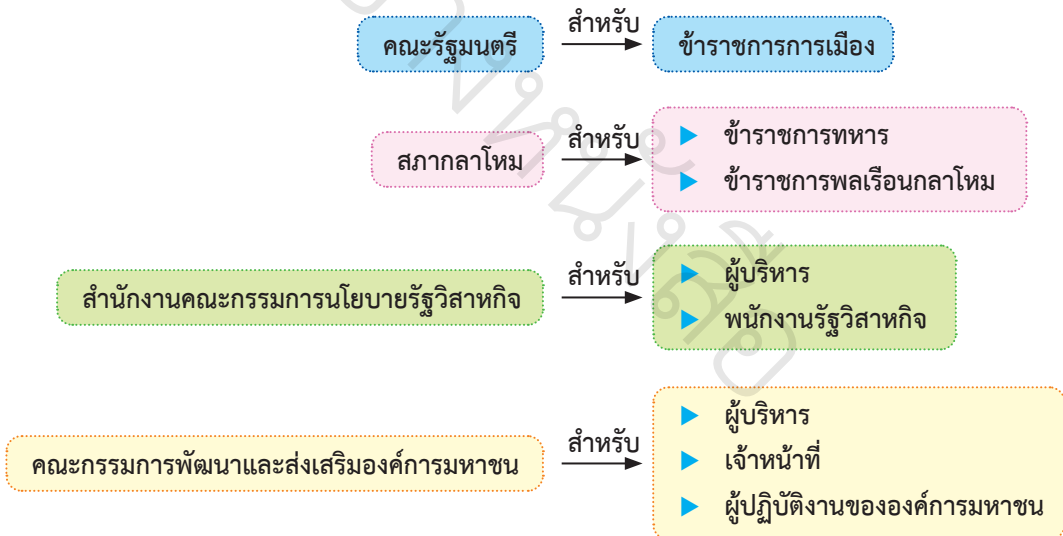 คณะรัฐมนตรี สำหรับ ข้าราชการการเมือง
สภากลาโหม สำหรับ ข้าราชการทหาร
ข้าราชการพลเรือนกลาโหม
สำนักงานคณะกรรมการนโยบายรัฐวิสาหกิจ สำหรับ ผู้บริหาร
พนักงานรัฐวิสาหกิจ
คณะกรรมการพัฒนาและส่งเสริมองค์การมหาชน สำหรับ ผู้บริหาร
เจ้าหน้าที่
ผู้ปฏิบัติงานขององค์การมหาชน